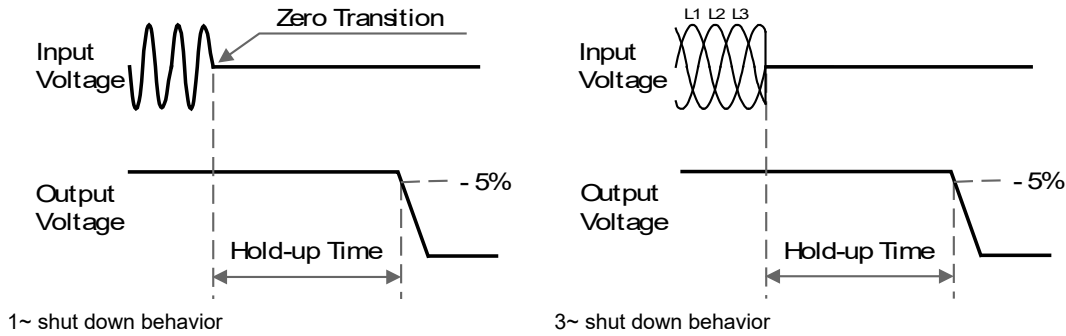 Zero Transition
Input
Voltage
Output
Voltage
- 5%
Hold-up Time
1~ shut down behavior
L1 L2 L3
Input
Voltage
Output
Voltage
- 5%
Hold-up Time
3~ shut down behavior